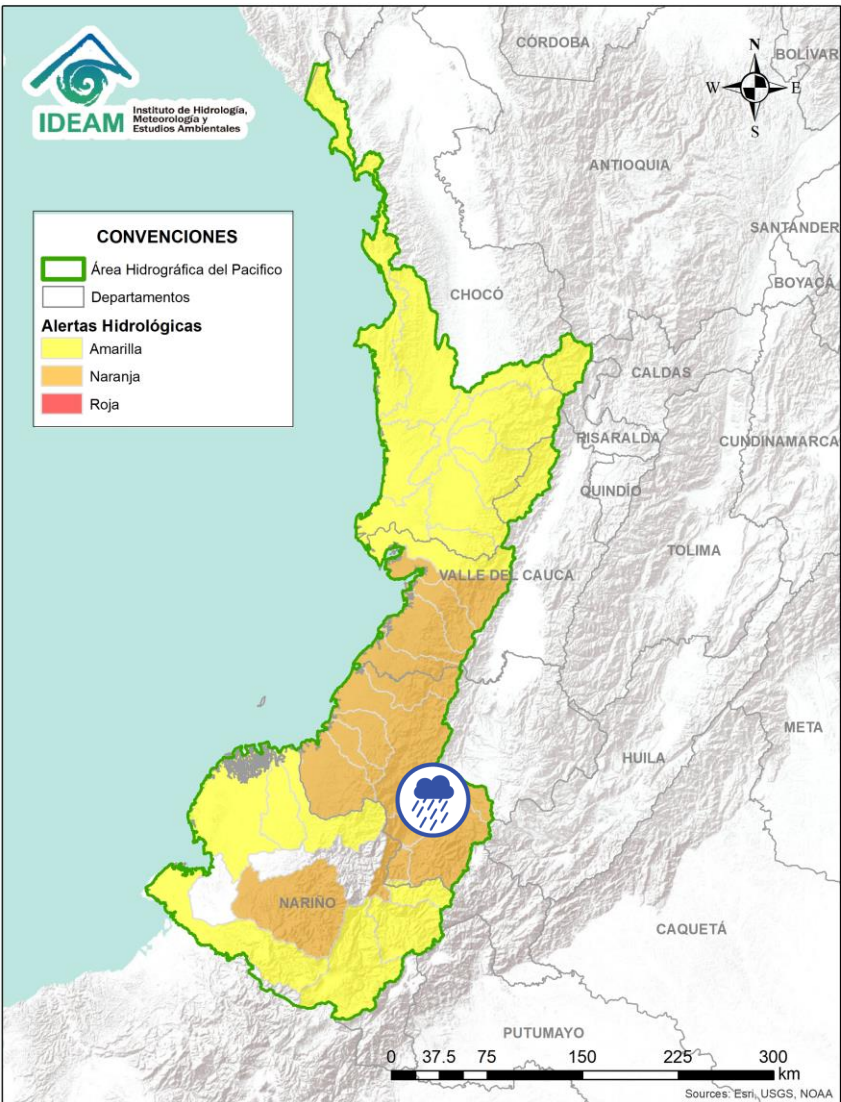 IDEAM
Instituto de Hidrología,
Meteorología y
Estudios Ambientales
N
W
E
S
CÓRDOBA
BOLÍVAR
ANTIOQUIA
SANTANDER
BOYACÁ
CHOCÓ
CALDAS
RISARALDA
CUNDINAMARCA
QUINDÍO
TOLIMA
VALLE DEL CAUCA
META
HUILA
NARIÑO
CAQUETÁ
PUTUMAYO
CONVENCIONES
Área Hidrográfica del Pacifico
Departamentos
Alertas Hidrológicas
Amarilla
Naranja
Roja
0 37.5 75 150 225 300
km
Sources: Esri, USGS, NOAA